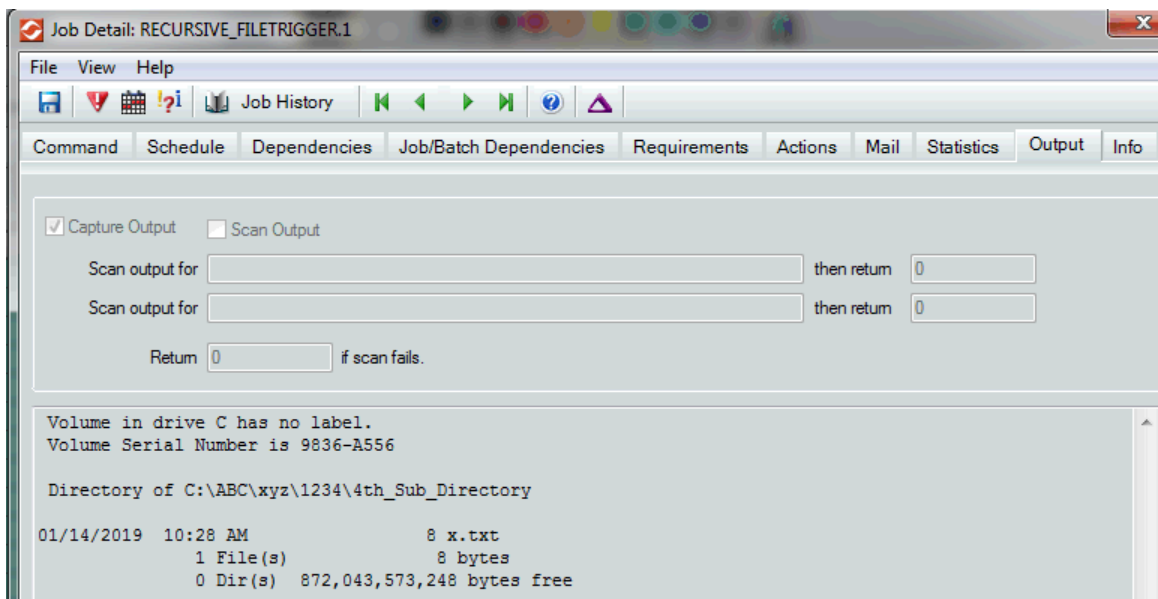 Job Detail: RECURSIVE_FILETRIGGER.1
File View Help
Job History
Command Schedule Dependencies Job/Batch Dependencies Requirements Actions Mail Statistics Output Info
Capture Output Scan Output
Scan output for then return 0
Scan output for then return 0
Return 0 if scan fails.
Volume in drive C has no label.
Volume Serial Number is 9836-A556
Directory of C:\ABC\xyz\1234\4th_Sub_Directory
01/14/2019 10:28 AM 8 x.txt
1 File(s) 8 bytes
0 Dir(s) 872,043,573,248 bytes free